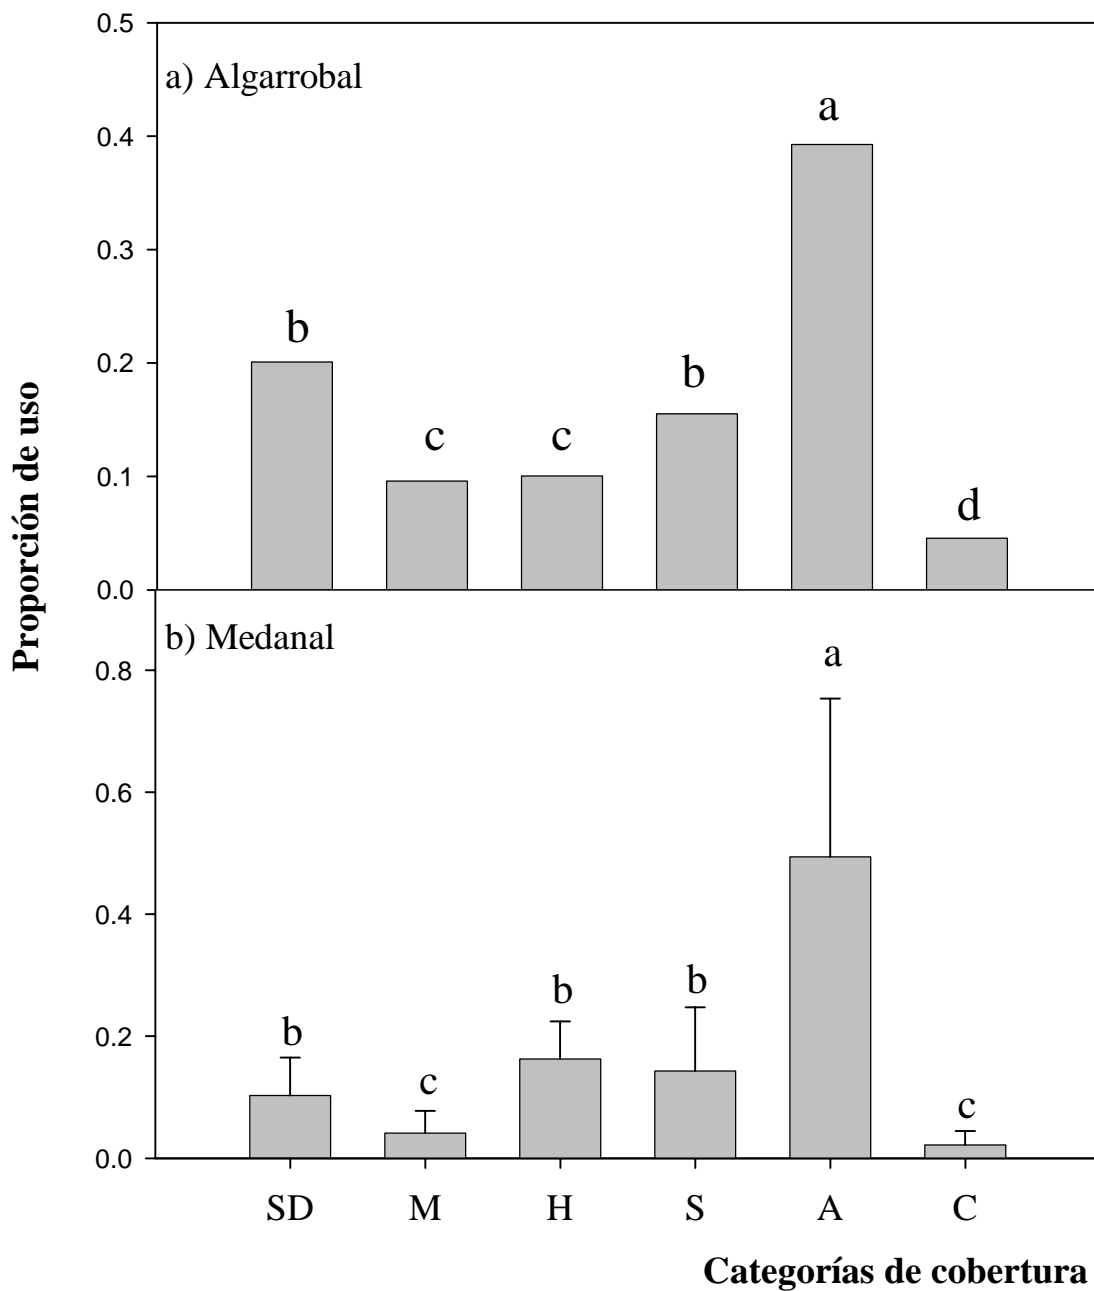 0.5
a) Algarrobal
a
0.4
0.3
b
b
0.2
c
c
0.1
d
0.0
Proporción de uso
b) Medanal
a
0.8
0.6
0.4
b
b
b
0.2
c
c
0.0
SD M H S A C
Categorías de cobertura